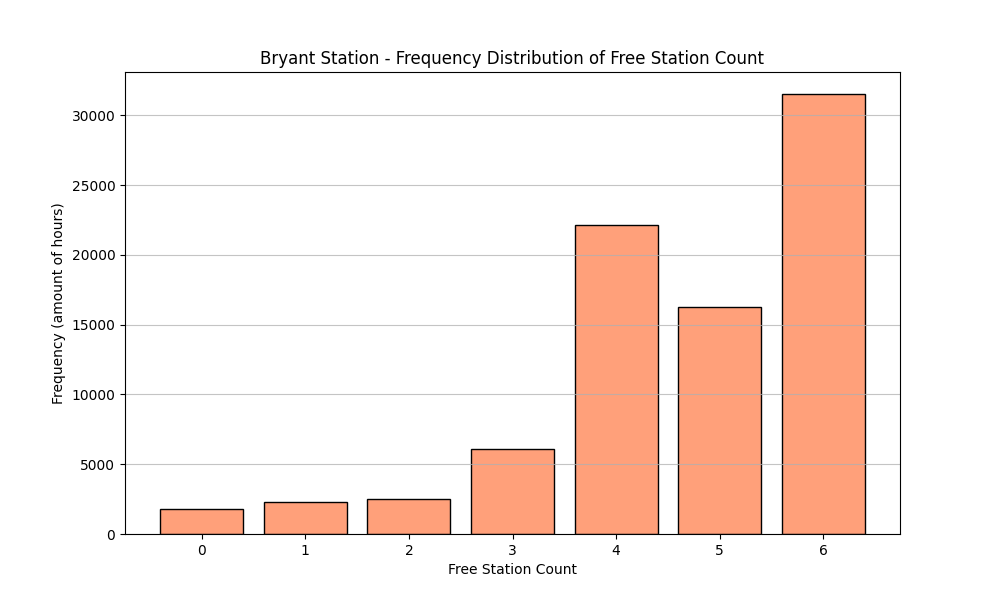 Bryant Station - Frequency Distribution of Free Station Count
Frequency (amount of hours)
30000
25000
20000
15000
10000
5000
0
0 1 2 3 4 5 6
Free Station Count